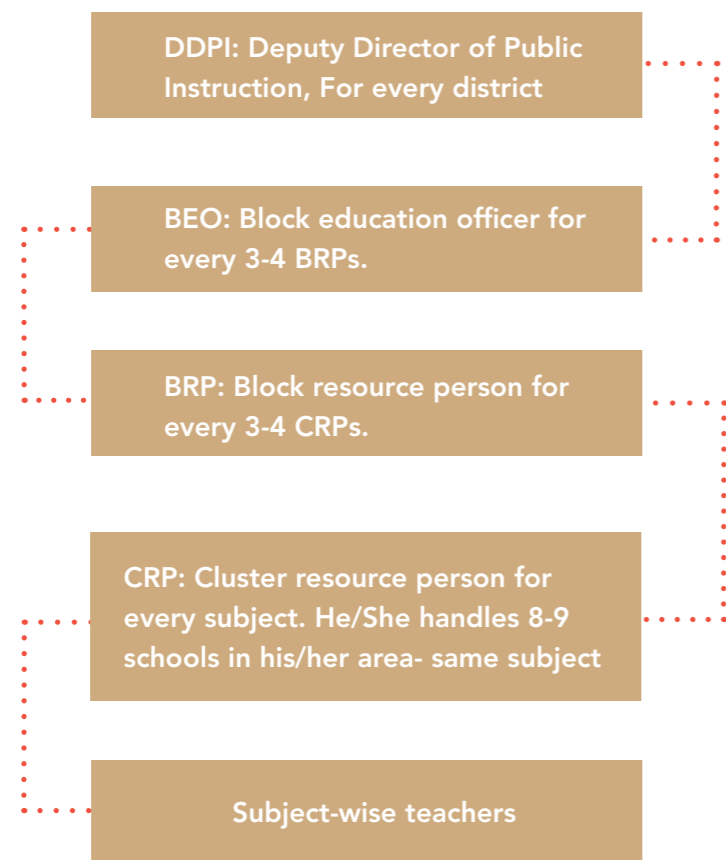 DDPI: Deputy Director of Public
Instruction, For every district
BEO: Block education officer for
every 3-4 BRPs.
BRP: Block resource person for
every 3-4 CRPs.
CRP: Cluster resource person for
every subject. He/She handles 8-9
schools in his/her area- same subject
Subject-wise teachers